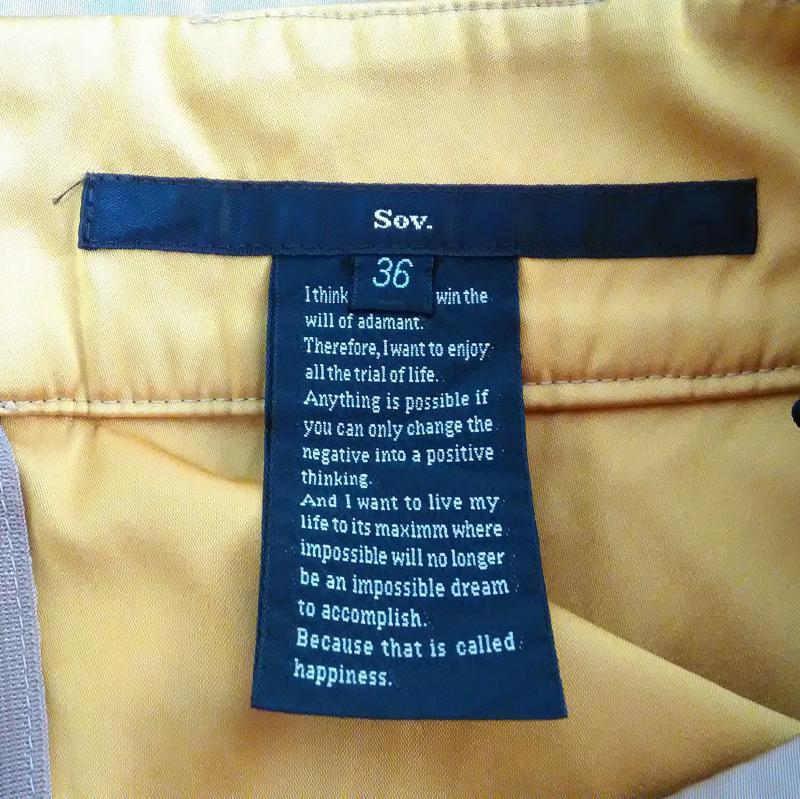 Sov.
36
I think win the
will of adamant.
Therefore, I want to enjoy
all the trial of life.
Anything is possible if
you can only change the
negative into a positive
thinking.
And I want to live my
life to its maximm where
impossible will no longer
be an impossible dream
to accomplish.
Because that is called
happiness.